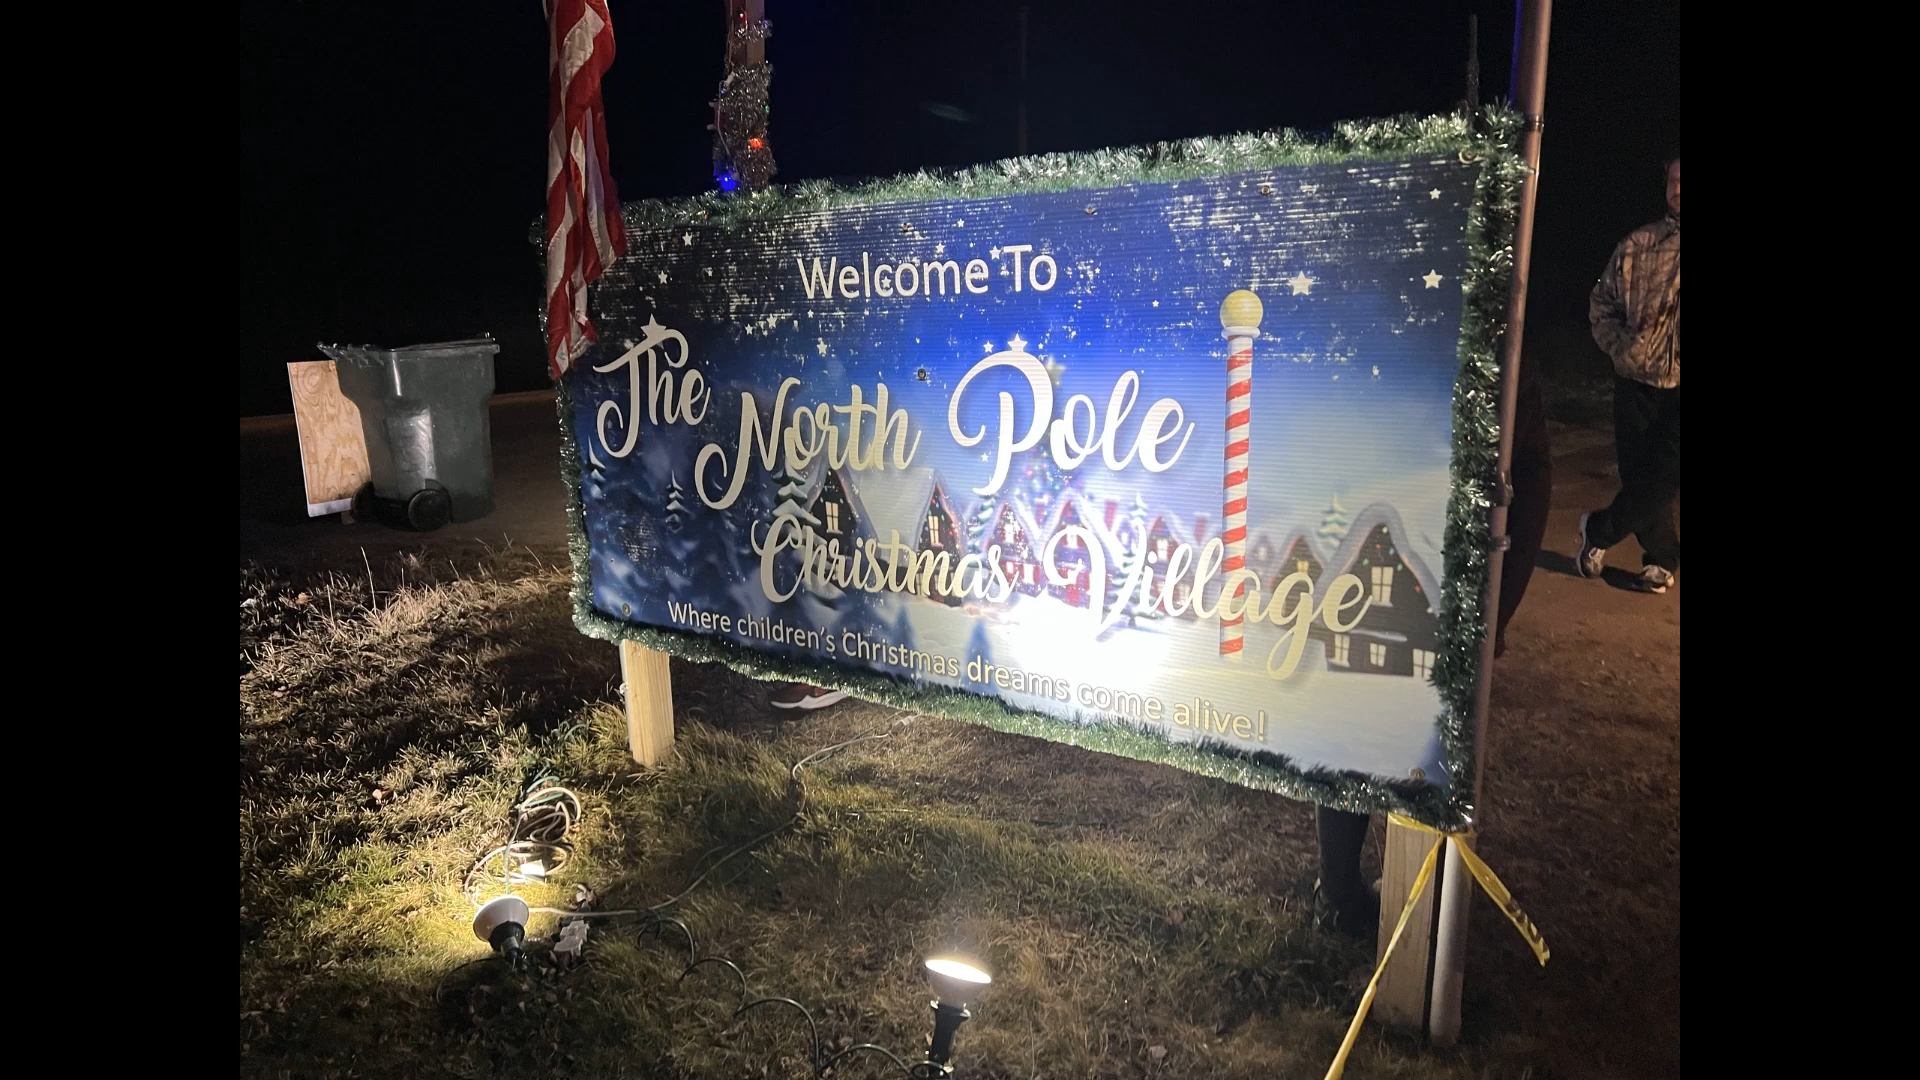 Welcome To
The North Pole
Christmas Village
Where children's Christmas dreams come alive!